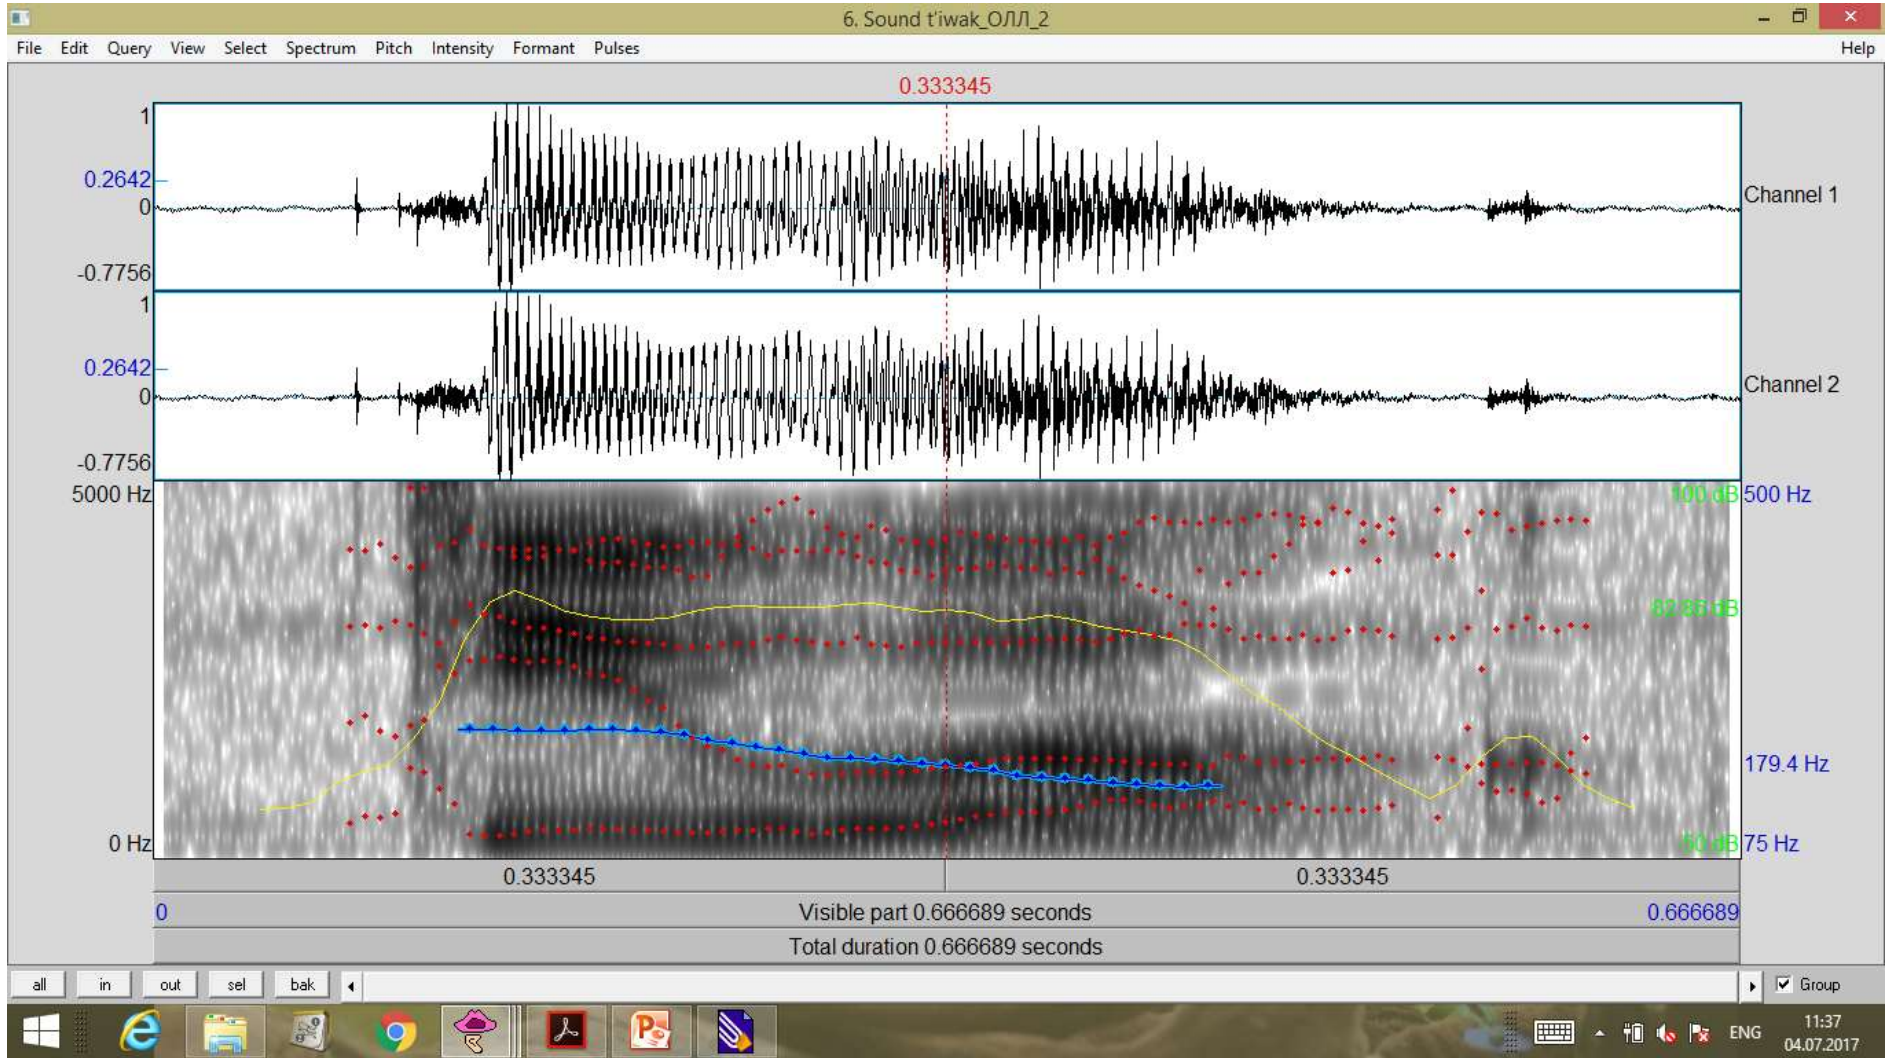 6. Sound t'iwak_ОЛЛ_2
File Edit Query View Select Spectrum Pitch Intensity Formant Pulses Help
0.333345
1
0.2642
0
-0.7756
Channel 1
1
0.2642
0
-0.7756
Channel 2
5000 Hz
0 Hz
100 dB 500 Hz
82.86 dB
179.4 Hz
50 dB 75 Hz
0.333345 0.333345
0 Visible part 0.666689 seconds 0.666689
Total duration 0.666689 seconds
all in out sel bak Group
ENG 11:37
04.07.2017